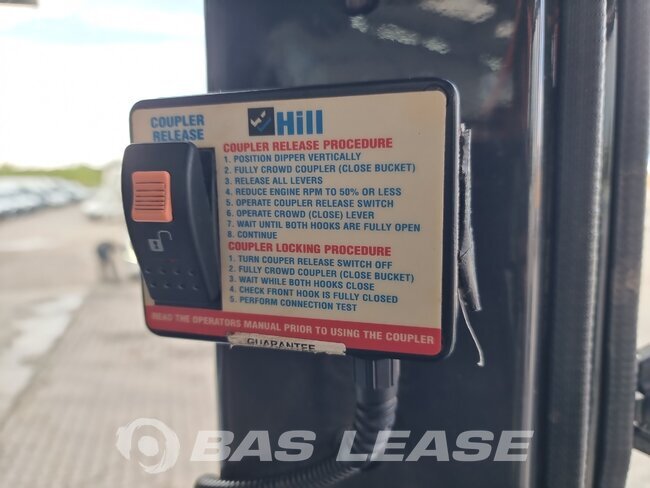 COUPLER
RELEASE
Hill
COUPLER RELEASE PROCEDURE
1. POSITION DIPPER VERTICALLY
2. FULLY CROWD COUPLER (CLOSE BUCKET)
3. RELEASE ALL LEVERS
4. REDUCE ENGINE RPM TO 50% OR LESS
5. OPERATE COUPLER RELEASE SWITCH
6. OPERATE CROWD (CLOSE) LEVER
7. WAIT UNTIL BOTH HOOKS ARE FULLY OPEN
8. CONTINUE
COUPLER LOCKING PROCEDURE
1. TURN COUPER RELEASE SWITCH OFF
2. FULLY CROWD COUPLER (CLOSE BUCKET)
3. WAIT WHILE BOTH HOOKS CLOSE
4. CHECK FRONT HOOK IS FULLY CLOSED
5. PERFORM CONNECTION TEST
READ THE OPERATORS MANUAL PRIOR TO USING THE COUPLER
GUARANTEE
BAS LEASE